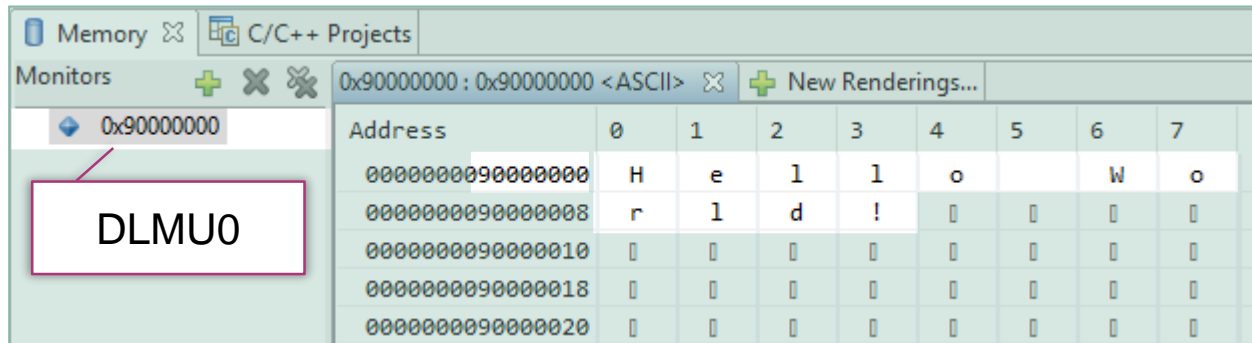 Memory C/C++ Projects
Monitors 0x90000000 : 0x90000000 <ASCII> New Renderings...
0x90000000
DLMU0
Address 0 1 2 3 4 5 6 7
0000000090000000 H e l l o W o
0000000090000008 r l d !
0000000090000010
0000000090000018
0000000090000020